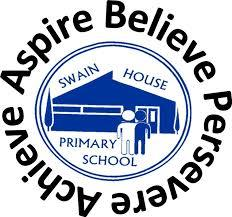 Aspire Believe Persevere Achieve
SWAIN HOUSE
PRIMARY
SCHOOL